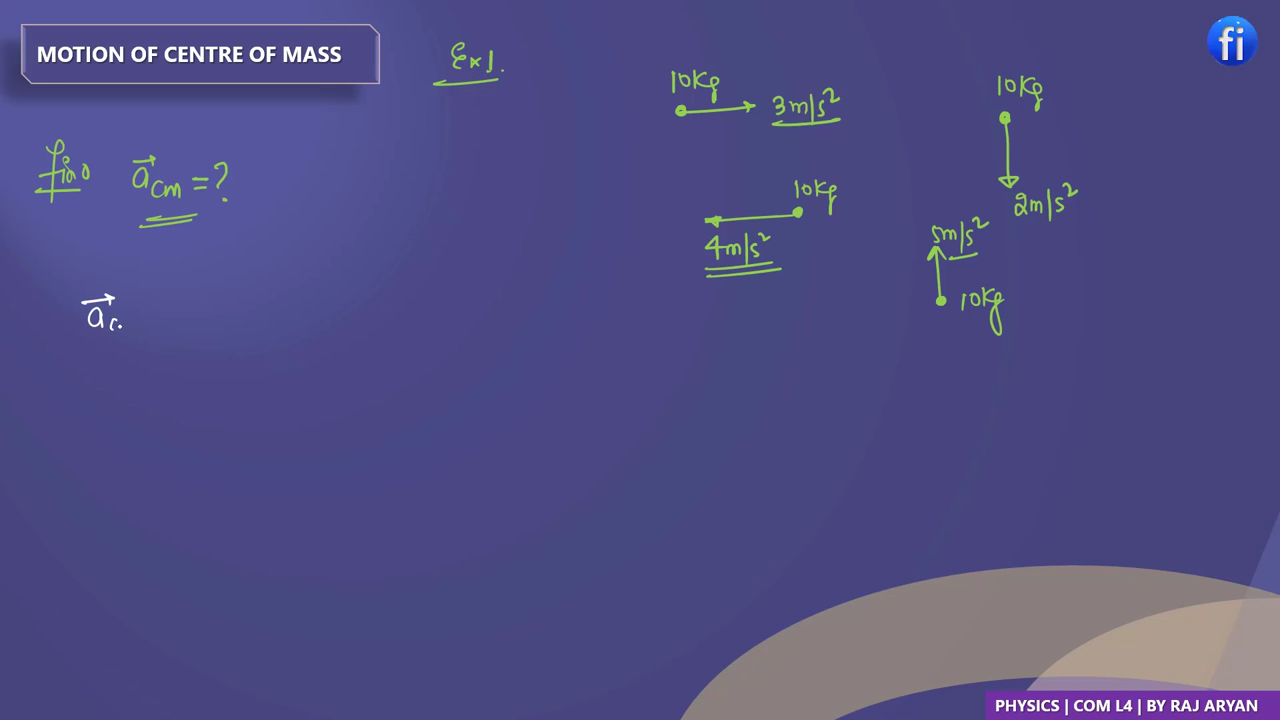 MOTION OF CENTRE OF MASS
Ex 1.
fi
10Kg
3m/s²
10Kg
2m/s²
find a⃗cm = ?
10Kg
4m/s²
5m/s²
10Kg
a⃗c.
PHYSICS | COM L4 | BY RAJ ARYAN